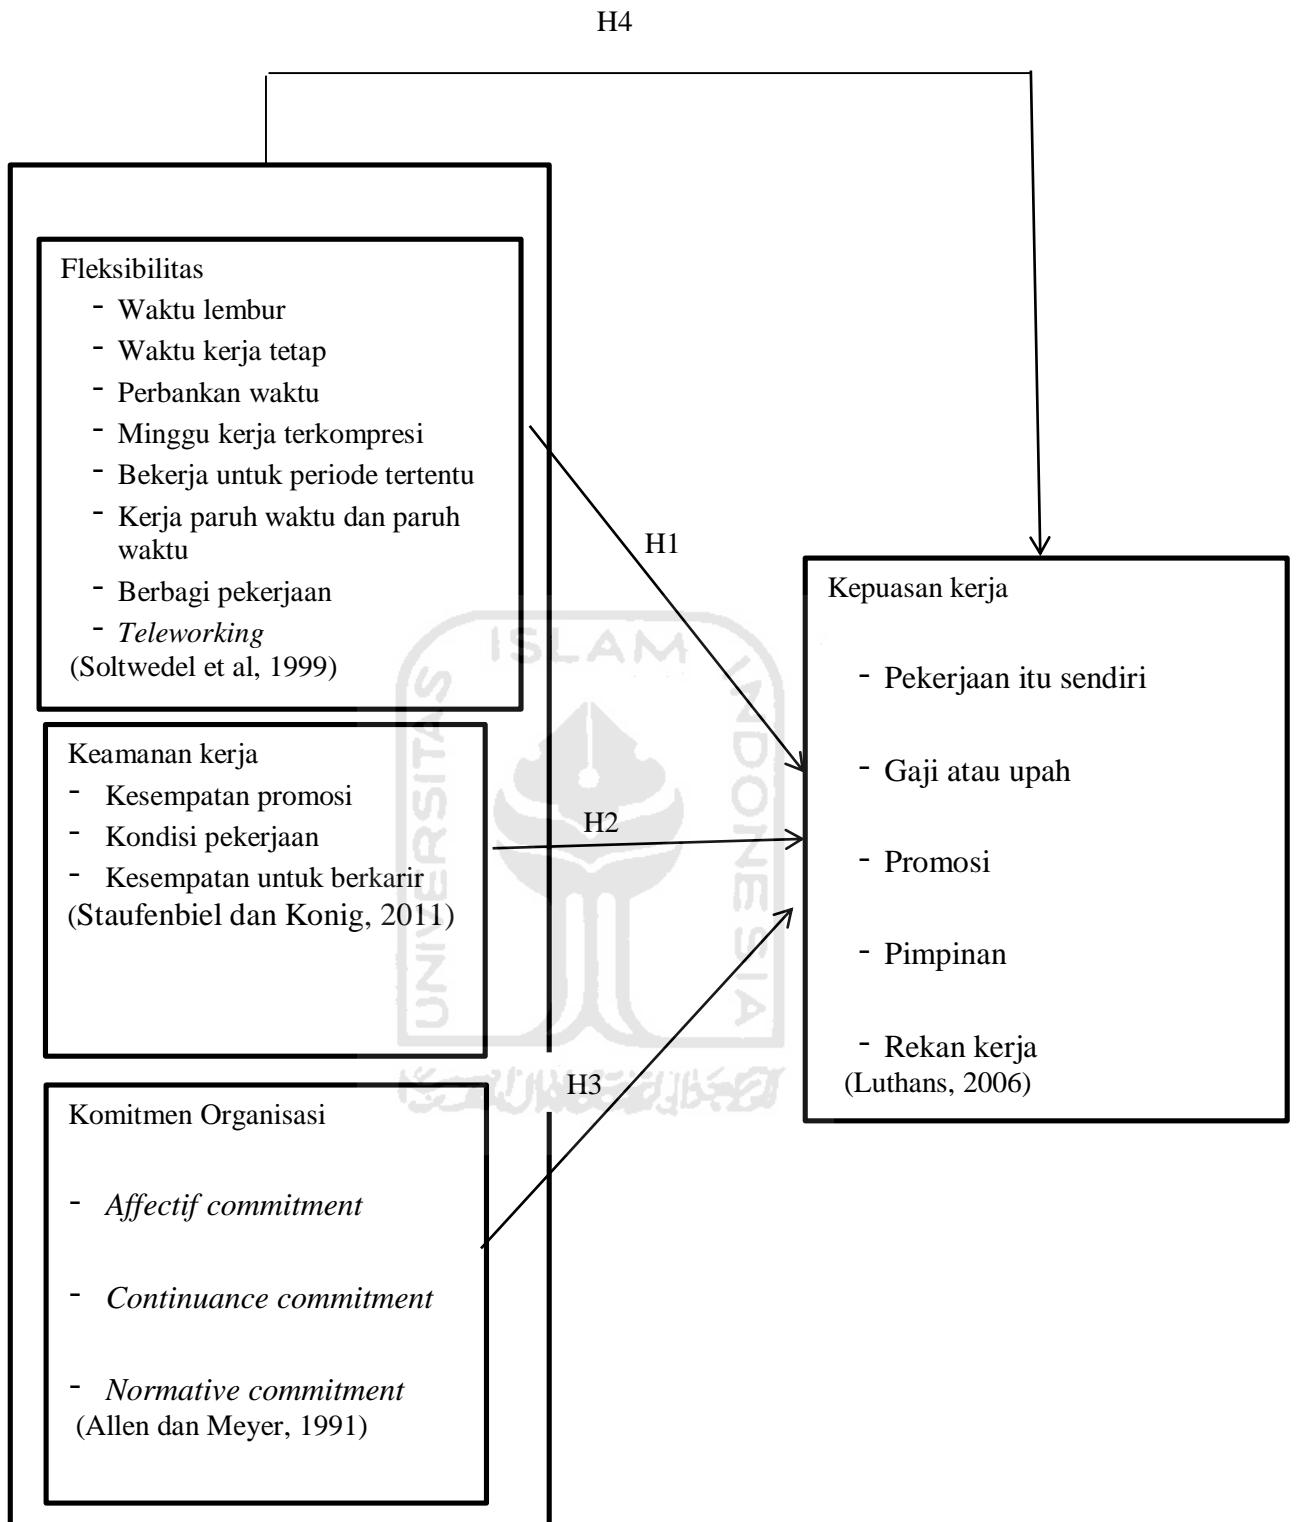 H4
Fleksibilitas
- Waktu lembur
- Waktu kerja tetap
- Perbankan waktu
- Minggu kerja terkompresi
- Bekerja untuk periode tertentu
- Kerja paruh waktu dan paruh
waktu
- Berbagi pekerjaan
- Teleworking
(Soltwedel et al, 1999)
H1
Keamanan kerja
- Kesempatan promosi
- Kondisi pekerjaan
- Kesempatan untuk berkarir
(Staufenbiel dan Konig, 2011)
H2
Komitmen Organisasi
- Affectif commitment
- Continuance commitment
- Normative commitment
(Allen dan Meyer, 1991)
H3
Kepuasan kerja
- Pekerjaan itu sendiri
- Gaji atau upah
- Promosi
- Pimpinan
- Rekan kerja
(Luthans, 2006)
UNIVERSITAS
ISLAM
INDONESIA